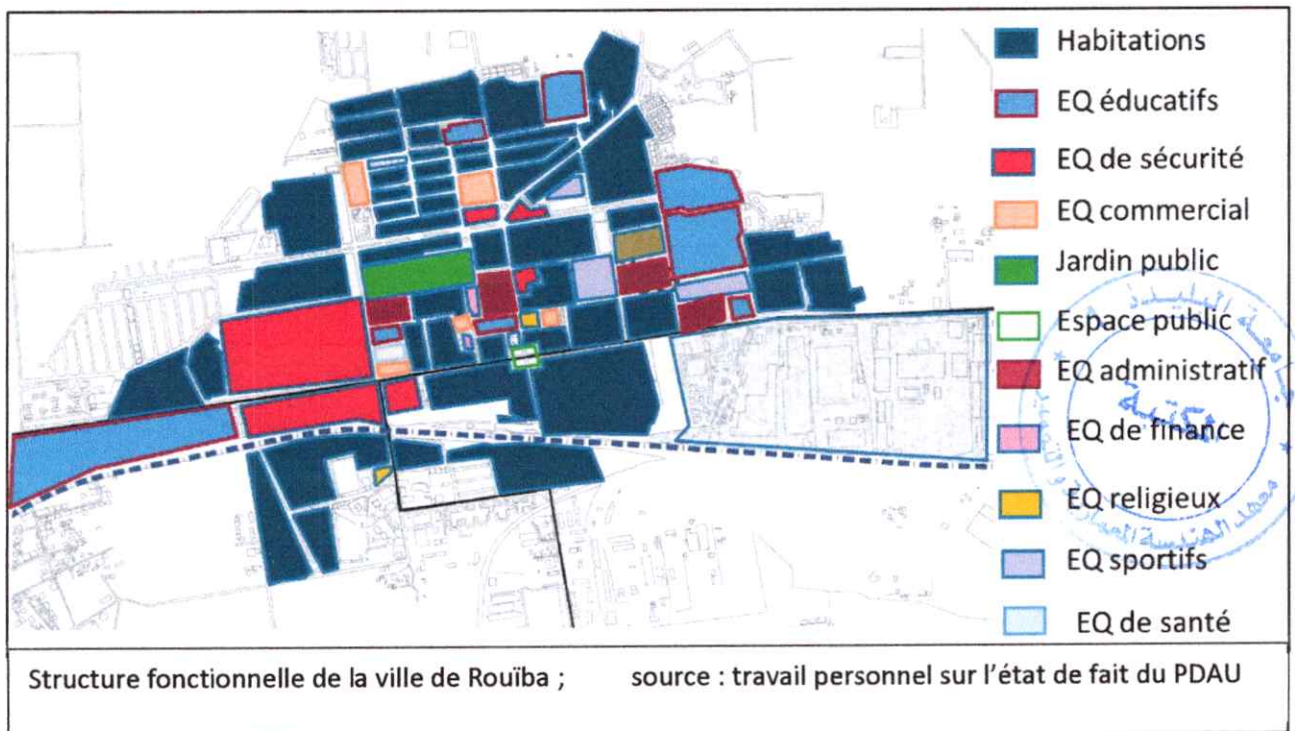 Habitations
EQ éducatifs
EQ de sécurité
EQ commercial
Jardin public
Espace public
EQ administratif
EQ de finance
EQ religieux
EQ sportifs
EQ de santé
مكتبة
Structure fonctionnelle de la ville de Rouïba ; source : travail personnel sur l’état de fait du PDAU